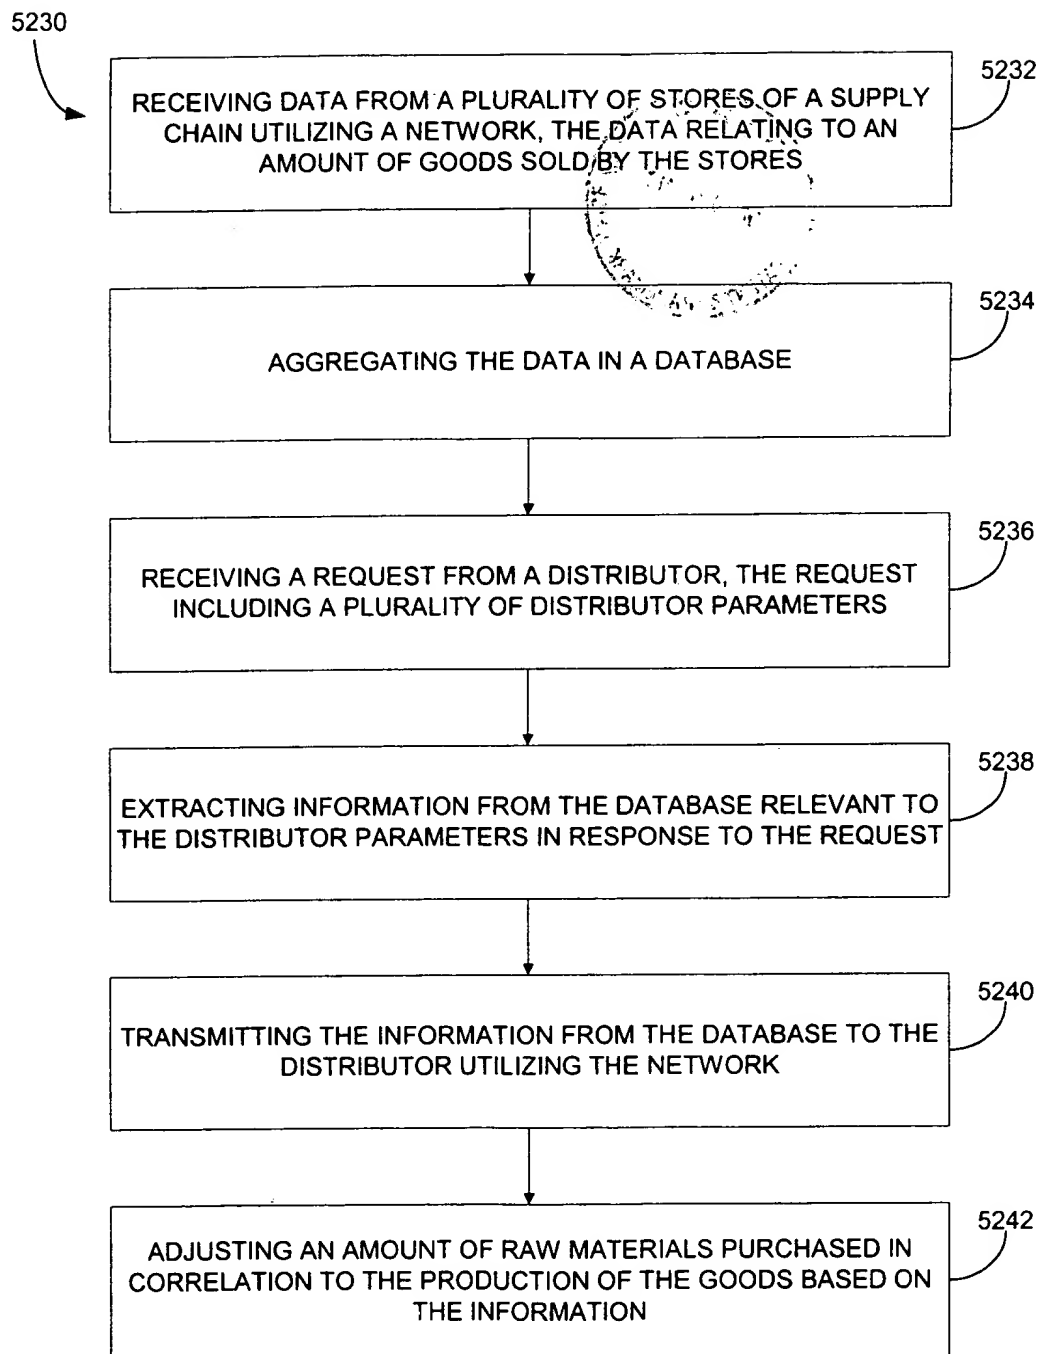 5230
5232
RECEIVING DATA FROM A PLURALITY OF STORES OF A SUPPLY
CHAIN UTILIZING A NETWORK, THE DATA RELATING TO AN
AMOUNT OF GOODS SOLD BY THE STORES
5234
AGGREGATING THE DATA IN A DATABASE
5236
RECEIVING A REQUEST FROM A DISTRIBUTOR, THE REQUEST
INCLUDING A PLURALITY OF DISTRIBUTOR PARAMETERS
5238
EXTRACTING INFORMATION FROM THE DATABASE RELEVANT TO
THE DISTRIBUTOR PARAMETERS IN RESPONSE TO THE REQUEST
5240
TRANSMITTING THE INFORMATION FROM THE DATABASE TO THE
DISTRIBUTOR UTILIZING THE NETWORK
5242
ADJUSTING AN AMOUNT OF RAW MATERIALS PURCHASED IN
CORRELATION TO THE PRODUCTION OF THE GOODS BASED ON
THE INFORMATION